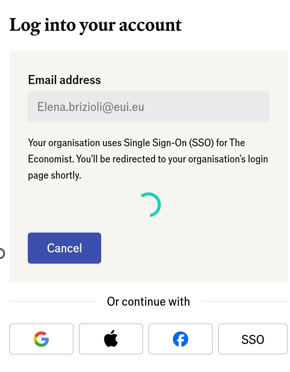 Log into your account
Email address
Elena.brizioli@eui.eu
Your organisation uses Single Sign-On (SSO) for The
Economist. You'll be redirected to your organisation's login
page shortly.
Cancel
Or continue with
SSO